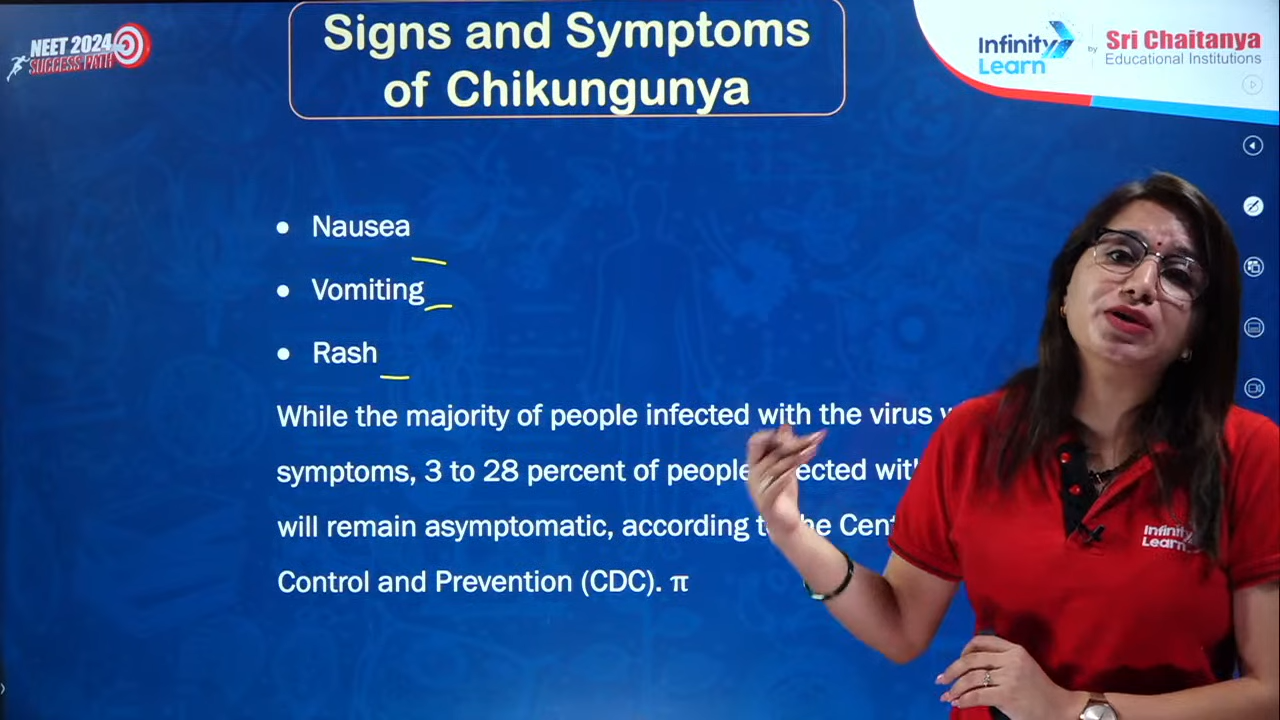 NEET 2024
SUCCESS PATH
Signs and Symptoms
of Chikungunya
Infinity
Learn
by
Sri Chaitanya
Educational Institutions
• Nausea
• Vomiting
• Rash
While the majority of people infected with the virus
symptoms, 3 to 28 percent of people
will remain asymptomatic, according
Control and Prevention (CDC). π
Infinity
Learn